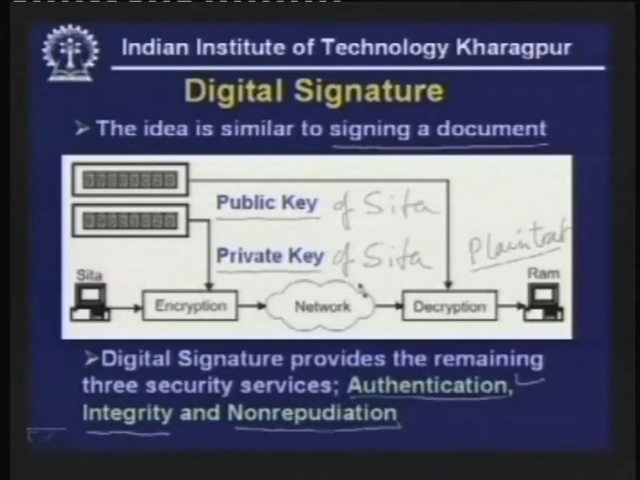 Indian Institute of Technology Kharagpur
Digital Signature
➢ The idea is similar to signing a document
Public Key of Sita
Private Key of Sita
Plaintext
Sita
Ram
Encryption
Network
Decryption
➢Digital Signature provides the remaining
three security services; Authentication,
Integrity and Nonrepudiation